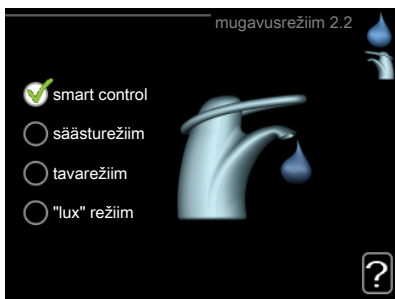 mugavusrežiim 2.2
smart control
säästurežiim
tavarežiim
"lux" režiim
?